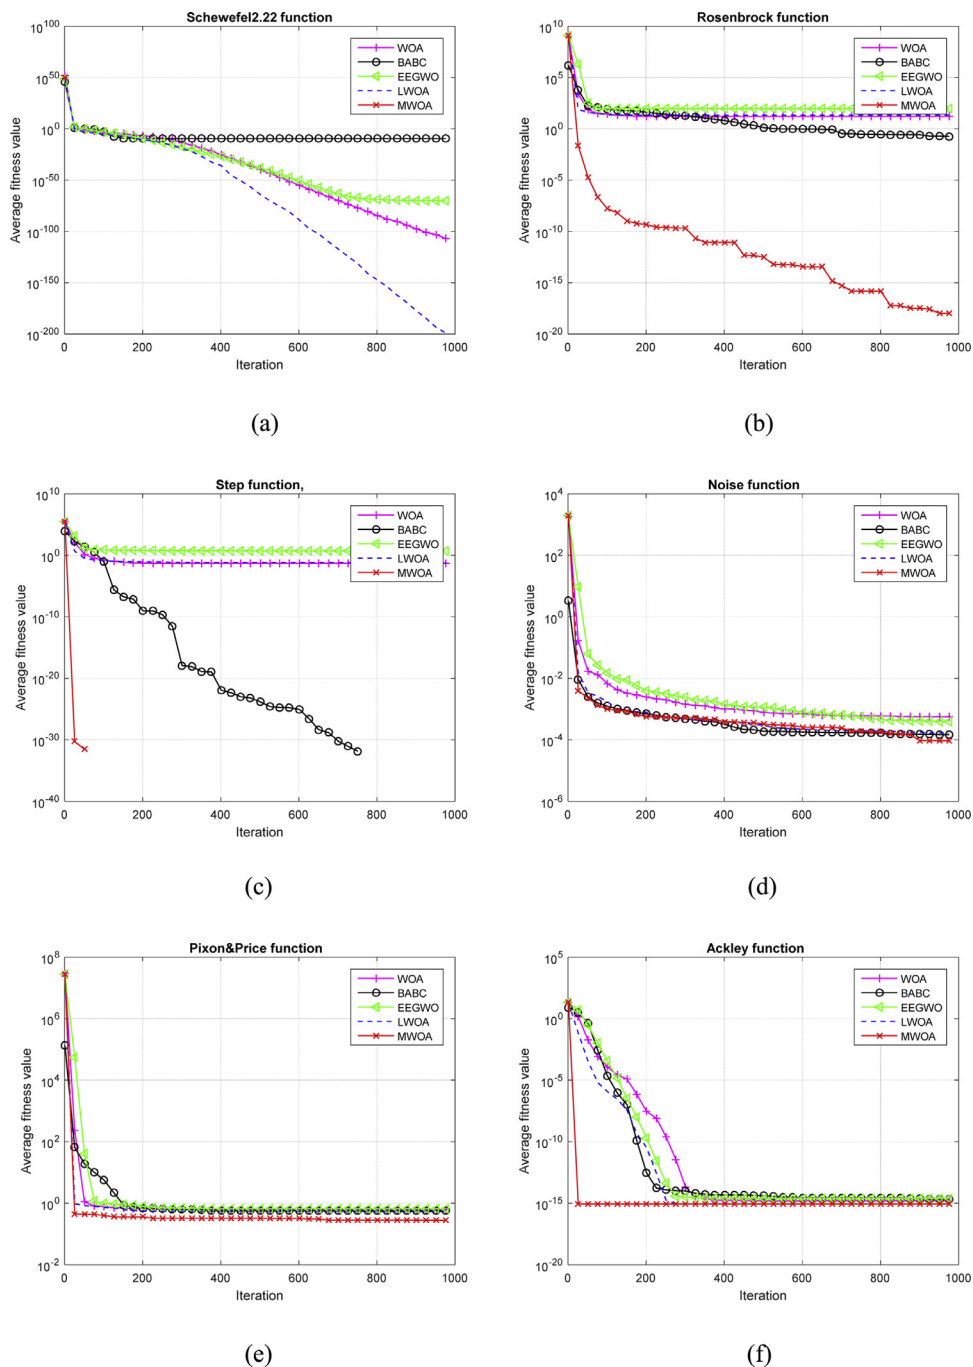 Schewefel2.22 function
10^100
10^50
10^0
10^-50
10^-100
10^-150
10^-200
Average fitness value
WOA
BABC
EEGWO
LWOA
MWOA
0 200 400 600 800 1000
Iteration
(a)
Rosenbrock function
10^10
10^5
10^0
10^-5
10^-10
10^-15
10^-20
Average fitness value
WOA
BABC
EEGWO
LWOA
MWOA
0 200 400 600 800 1000
Iteration
(b)
Step function,
10^10
10^0
10^-10
10^-20
10^-30
10^-40
Average fitness value
WOA
BABC
EEGWO
LWOA
MWOA
0 200 400 600 800 1000
Iteration
(c)
Noise function
10^4
10^2
10^0
10^-2
10^-4
10^-6
Average fitness value
WOA
BABC
EEGWO
LWOA
MWOA
0 200 400 600 800 1000
Iteration
(d)
Pixon&Price function
10^8
10^6
10^4
10^2
10^0
10^-2
Average fitness value
WOA
BABC
EEGWO
LWOA
MWOA
0 200 400 600 800 1000
Iteration
(e)
Ackley function
10^5
10^0
10^-5
10^-10
10^-15
10^-20
Average fitness value
WOA
BABC
EEGWO
LWOA
MWOA
0 200 400 600 800 1000
Iteration
(f)